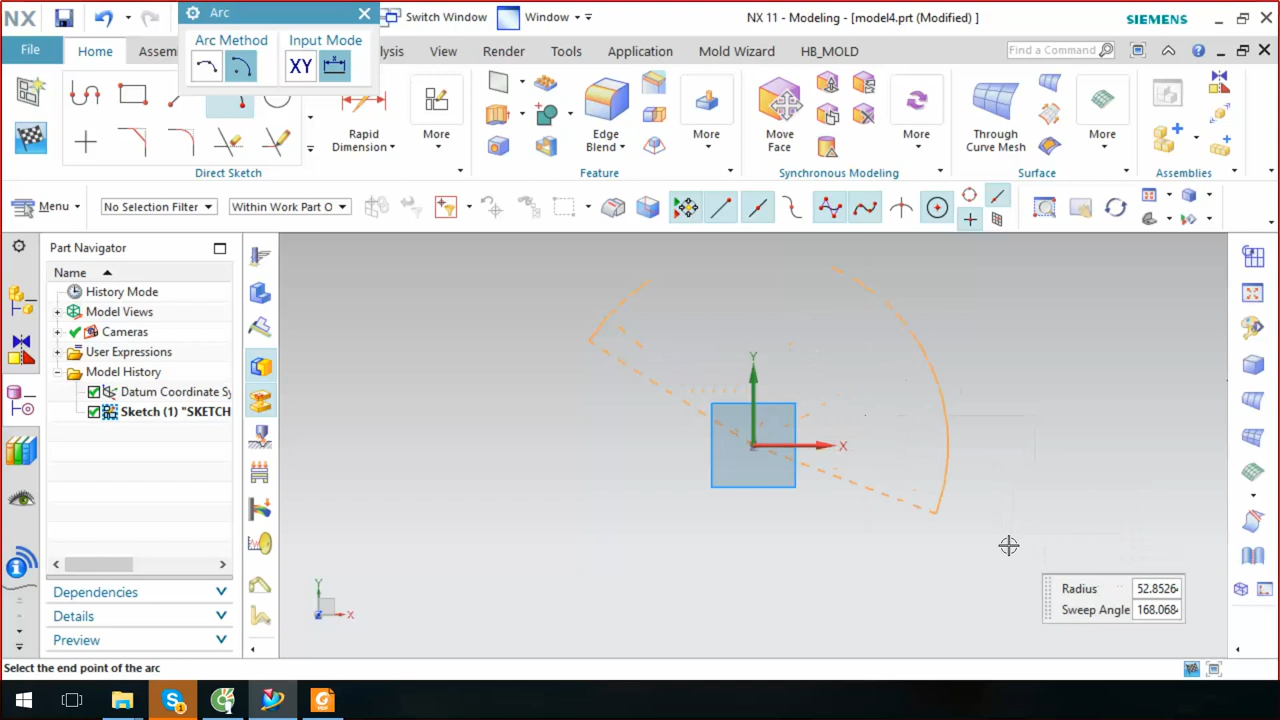 NX
Arc
Switch Window
Window
NX 11 - Modeling - [model4.prt (Modified) ]
SIEMENS
Arc Method
Input Mode
XY
File
Home
Assem
lysis
View
Render
Tools
Application
Mold Wizard
HB_MOLD
Find a Command
Rapid
Dimension
More
Edge
Blend
More
Move
Face
More
Through
Curve Mesh
More
Direct Sketch
Feature
Synchronous Modeling
Surface
Assemblies
Menu
No Selection Filter
Within Work Part O
Part Navigator
Name
History Mode
Model Views
Cameras
User Expressions
Model History
Datum Coordinate Sy
Sketch (1) "SKETCH
Dependencies
Details
Preview
Y
X
Z
Y
X
Radius 52.8526
Sweep Angle 168.068
Select the end point of the arc